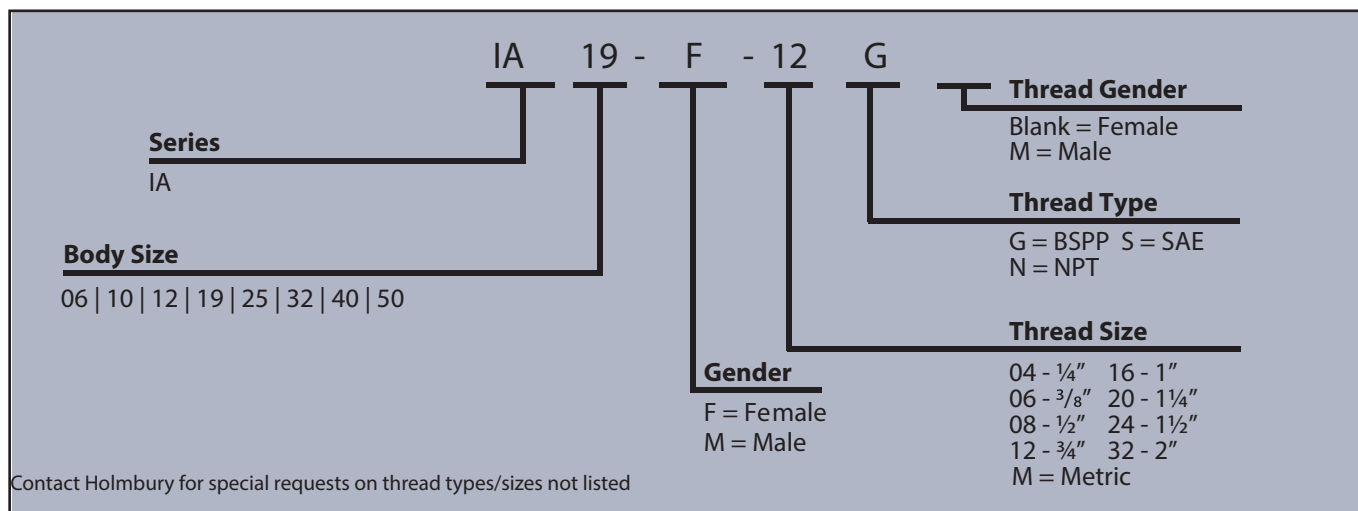 IA 19 - F - 12 G
Series
IA
Body Size
06 | 10 | 12 | 19 | 25 | 32 | 40 | 50
Gender
F = Female
M = Male
Thread Gender
Blank = Female
M = Male
Thread Type
G = BSPP S = SAE
N = NPT
Thread Size
04 - ¼” 16 - 1”
06 - ³/₈” 20 - 1¼”
08 - ½” 24 - 1½”
12 - ¾” 32 - 2”
M = Metric
Contact Holmbury for special requests on thread types/sizes not listed